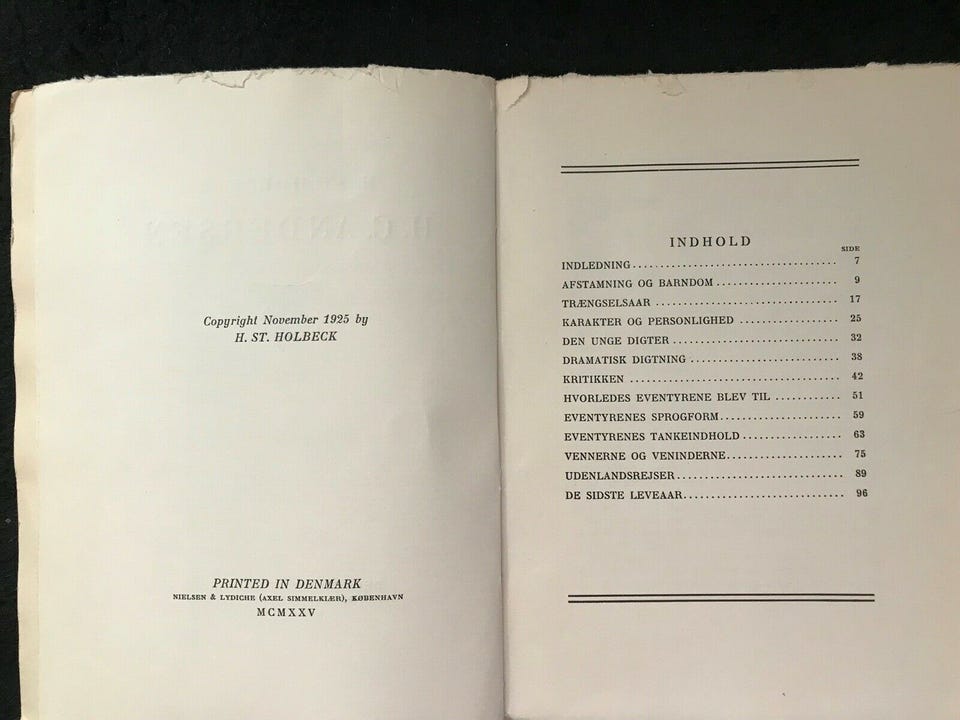 Copyright November 1925 by
H. ST. HOLBECK
PRINTED IN DENMARK
NIELSEN & LYDICHE (AXEL SIMMELKIÆR), KØBENHAVN
MCMXXV
INDHOLD
SIDE
INDLEDNING.................................... 7
AFSTAMNING OG BARNDOM..................... 9
TRÆNGSELSAAR ................................ 17
KARAKTER OG PERSONLIGHED ................. 25
DEN UNGE DIGTER ............................. 32
DRAMATISK DIGTNING .......................... 38
KRITIKKEN .................................... 42
HVORLEDES EVENTYRENE BLEV TIL ............ 51
EVENTYRENES SPROGFORM..................... 59
EVENTYRENES TANKEINDHOLD................. 63
VENNERNE OG VENINDERNE.................... 75
UDENLANDSREJSER............................. 89
DE SIDSTE LEVEAAR............................ 96